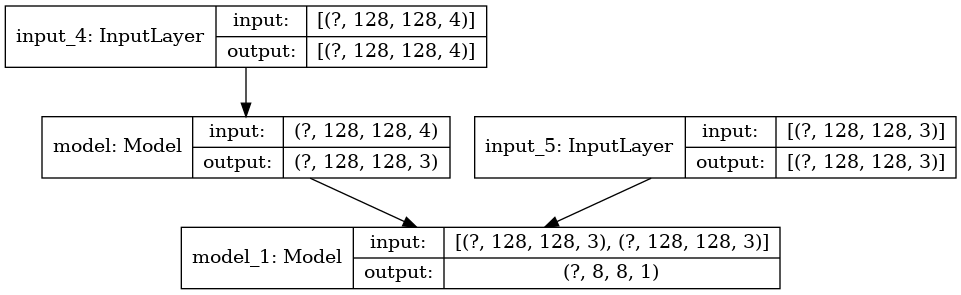 input_4: InputLayer input: [(?, 128, 128, 4)]
output: [(?, 128, 128, 4)]
model: Model input: (?, 128, 128, 4)
output: (?, 128, 128, 3)
input_5: InputLayer input: [(?, 128, 128, 3)]
output: [(?, 128, 128, 3)]
model_1: Model input: [(?, 128, 128, 3), (?, 128, 128, 3)]
output: (?, 8, 8, 1)